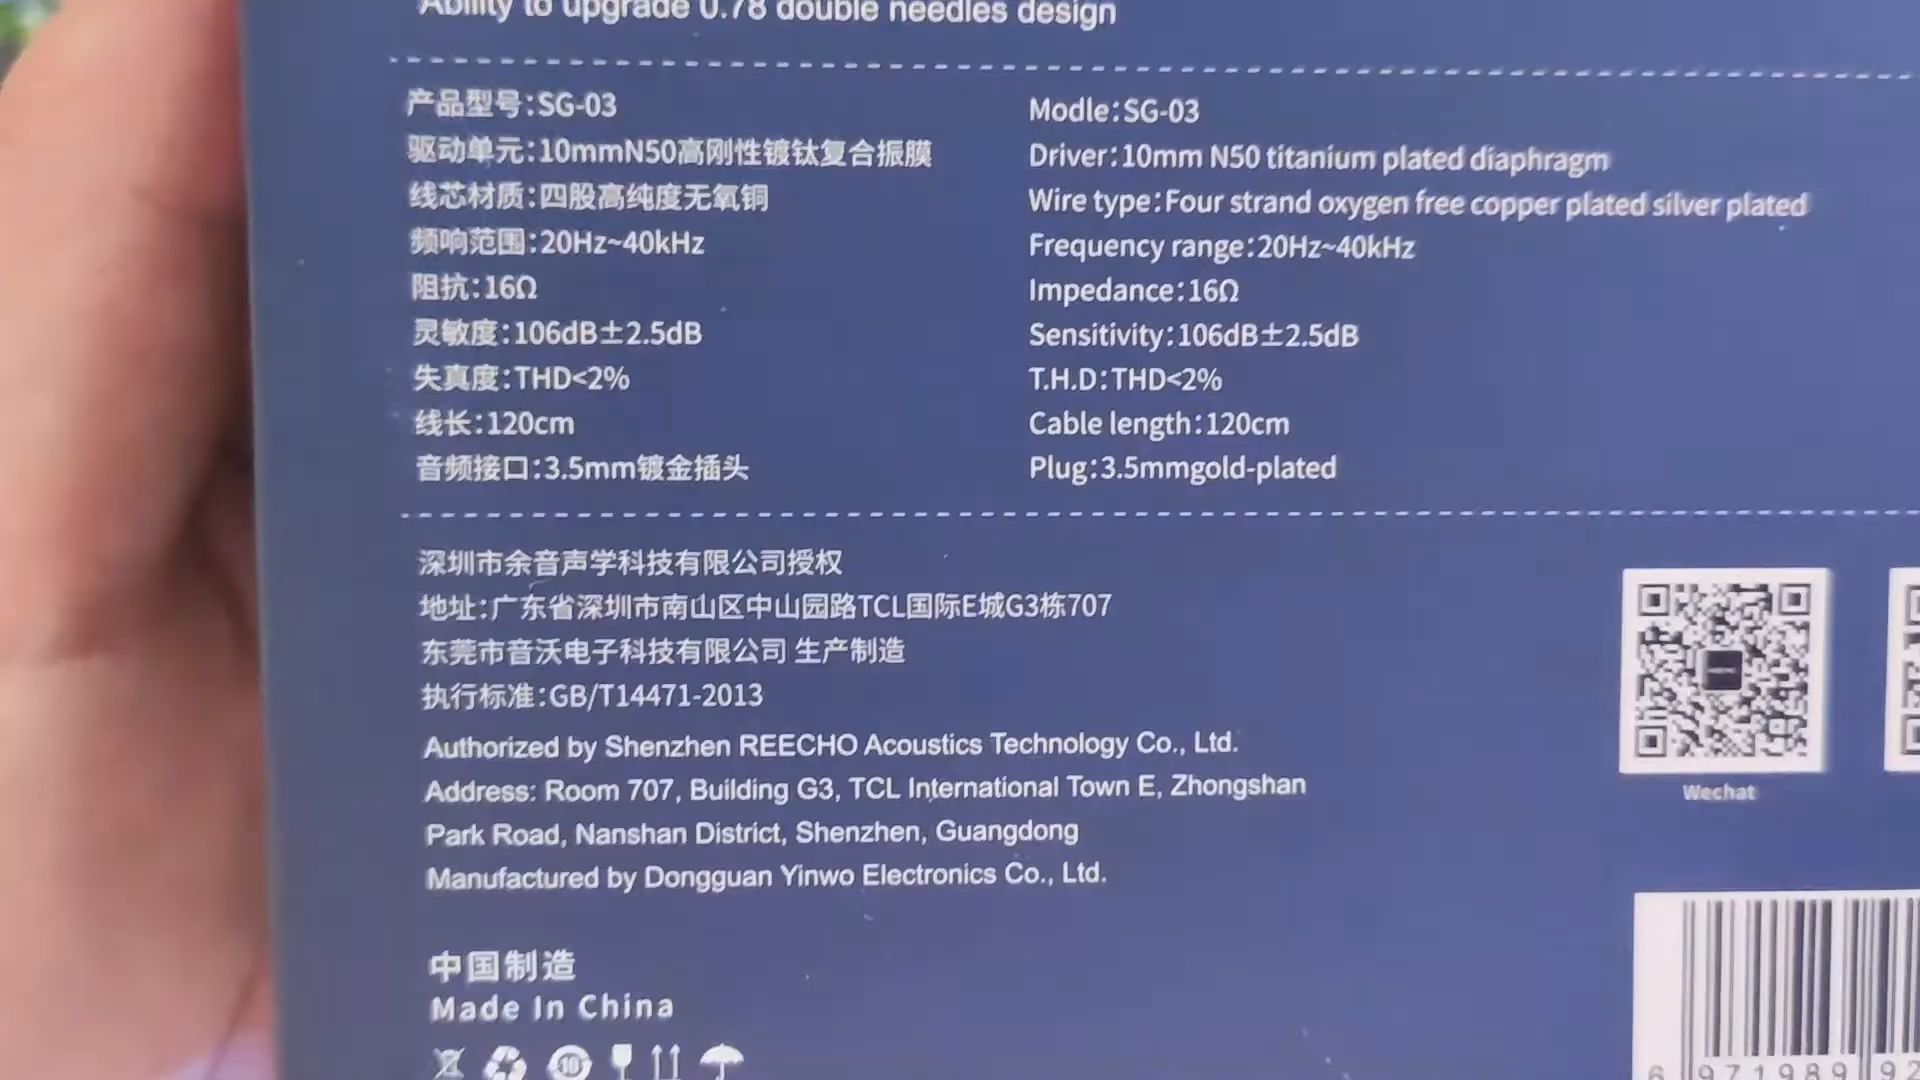 Ability to upgrade 0.78 double needles design
产品型号:SG-03
驱动单元:10mmN50高刚性镀钛复合振膜
线芯材质:四股高纯度无氧铜
频响范围:20Hz~40kHz
阻抗:16Ω
灵敏度:106dB±2.5dB
失真度:THD<2%
线长:120cm
音频接口:3.5mm镀金插头
Modle:SG-03
Driver:10mm N50 titanium plated diaphragm
Wire type:Four strand oxygen free copper plated silver plated
Frequency range:20Hz~40kHz
Impedance:16Ω
Sensitivity:106dB±2.5dB
T.H.D:THD<2%
Cable length:120cm
Plug:3.5mmgold-plated
深圳市余音声学科技有限公司授权
地址:广东省深圳市南山区中山园路TCL国际E城G3栋707
东莞市音沃电子科技有限公司 生产制造
执行标准:GB/T14471-2013
Authorized by Shenzhen REECHO Acoustics Technology Co., Ltd.
Address: Room 707, Building G3, TCL International Town E, Zhongshan
Park Road, Nanshan District, Shenzhen, Guangdong
Manufactured by Dongguan Yinwo Electronics Co., Ltd.
中国制造
Made In China
10
Wechat
6 971989 92